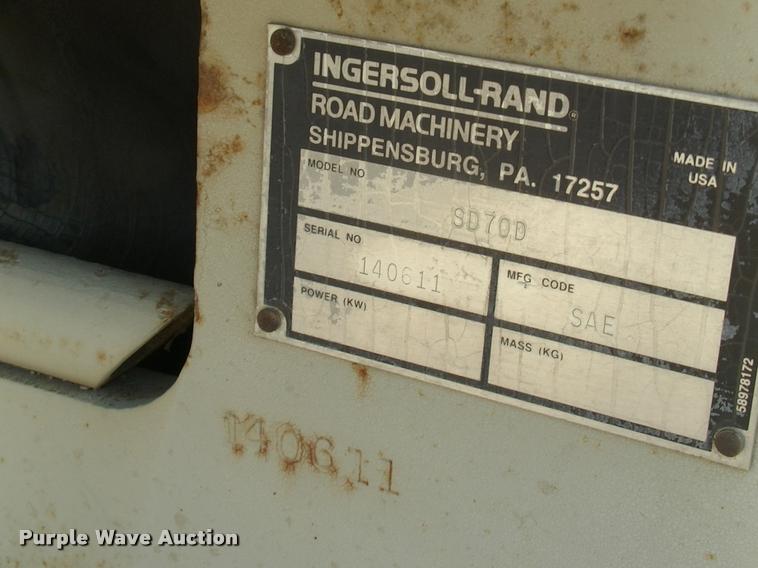 INGERSOLL-RAND®
ROAD MACHINERY
SHIPPENSBURG, PA. 17257
MADE IN
USA
MODEL NO
SD70D
SERIAL NO
140611
MFG CODE
SAE
POWER (KW)
MASS (KG)
58978172
140611
Purple Wave Auction